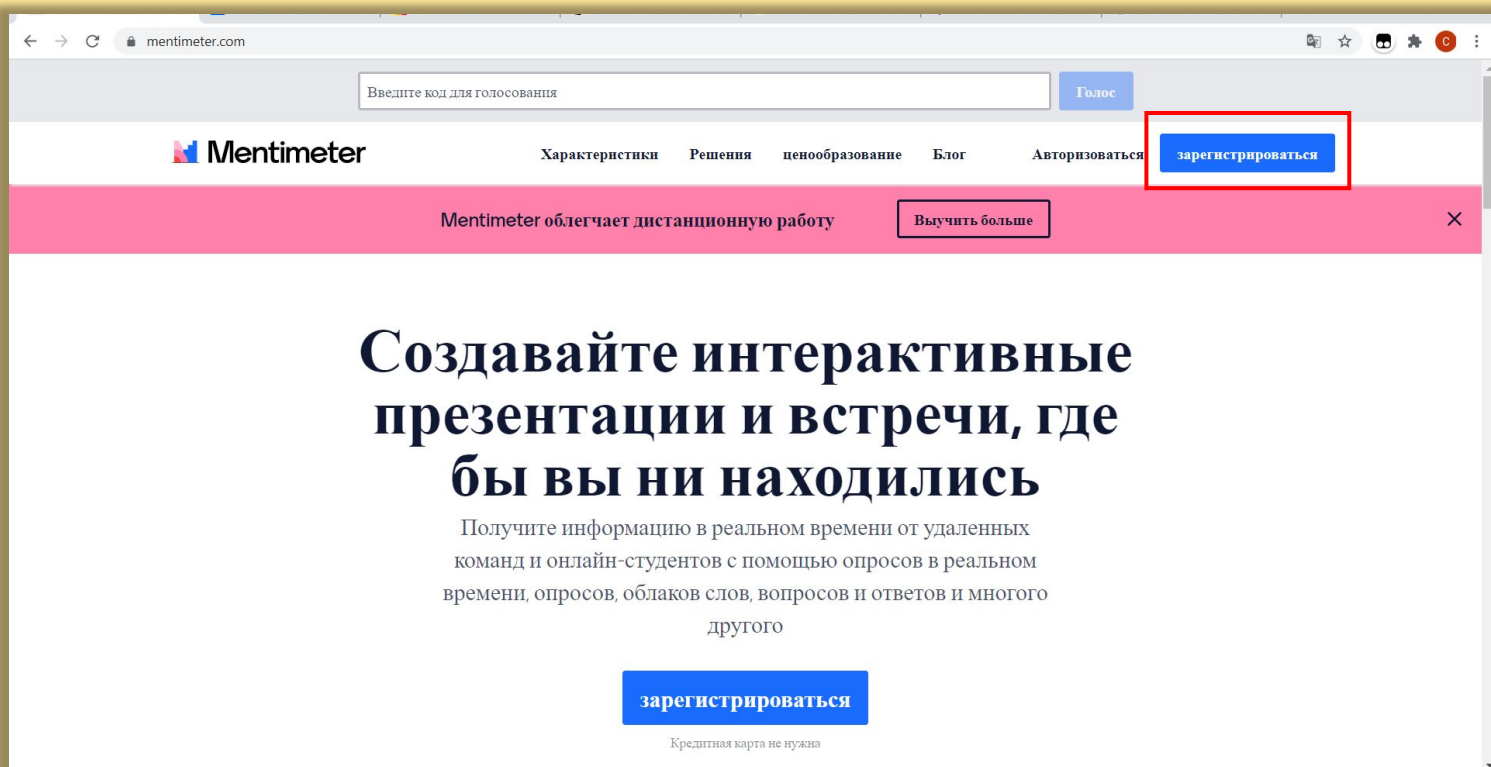 mentimeter.com
C
Введите код для голосования
Голос
Mentimeter
Характеристики
Решения
ценообразование
Блог
Авторизоваться
зарегистрироваться
Mentimeter облегчает дистанционную работу
Выучить больше
Создавайте интерактивные
презентации и встречи, где
бы вы ни находились
Получите информацию в реальном времени от удаленных
команд и онлайн-студентов с помощью опросов в реальном
времени, опросов, облаков слов, вопросов и ответов и многого
другого
зарегистрироваться
Кредитная карта не нужна